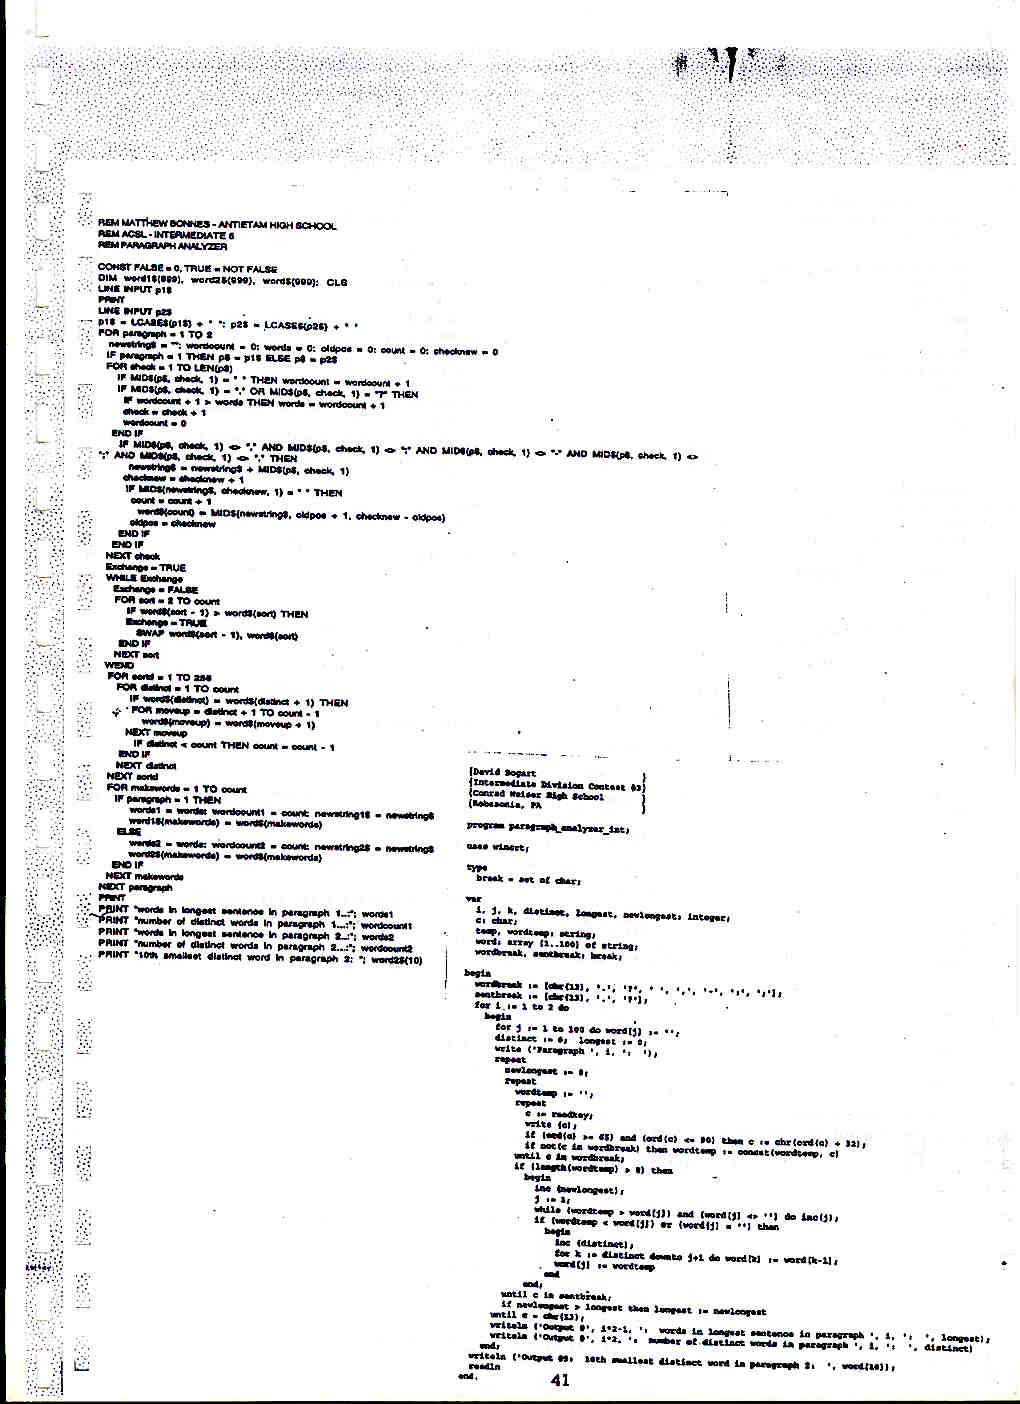 REM MATTHEW BONNES - ANTIETAM HIGH SCHOOL
REM ACSL - INTERMEDIATE 6
REM PARAGRAPH ANALYZER
CONST FALSE = 0, TRUE = NOT FALSE
DIM word1$(999), word2$(999), word$(999): CLS
LINE INPUT p1$
PRINT
LINE INPUT p2$
p1$ = LCASE$(p1$) + " ": p2$ = LCASE$(p2$) + " "
FOR paragraph = 1 TO 2
newstring$ = "": wordcount = 0: words = 0: oldpos = 0: count = 0: checknew = 0
IF paragraph = 1 THEN p$ = p1$ ELSE p$ = p2$
FOR check = 1 TO LEN(p$)
IF MID$(p$, check, 1) = " " THEN wordcount = wordcount + 1
IF MID$(p$, check, 1) = "." OR MID$(p$, check, 1) = "?" THEN
IF wordcount + 1 > words THEN words = wordcount + 1
check = check + 1
wordcount = 0
END IF
IF MID$(p$, check, 1) <> "." AND MID$(p$, check, 1) <> "?" AND MID$(p$, check, 1) <> "-" AND MID$(p$, check, 1) <>
";" AND MID$(p$, check, 1) <> "," THEN
newstring$ = newstring$ + MID$(p$, check, 1)
checknew = checknew + 1
IF MID$(newstring$, checknew, 1) = " " THEN
count = count + 1
word$(count) = MID$(newstring$, oldpos + 1, checknew - oldpos)
oldpos = checknew
END IF
END IF
NEXT check
Exchange = TRUE
WHILE Exchange
Exchange = FALSE
FOR sort = 2 TO count
IF word$(sort - 1) > word$(sort) THEN
Exchange = TRUE
SWAP word$(sort - 1), word$(sort)
END IF
NEXT sort
WEND
FOR sortd = 1 TO 256
FOR distinct = 1 TO count
IF word$(distinct) = word$(distinct + 1) THEN
FOR moveup = distinct + 1 TO count - 1
word$(moveup) = word$(moveup + 1)
NEXT moveup
IF distinct < count THEN count = count - 1
END IF
NEXT distinct
NEXT sortd
FOR makewords = 1 TO count
IF paragraph = 1 THEN
words1 = words: wordcount1 = count: newstring1$ = newstring$
word1$(makewords) = word$(makewords)
ELSE
words2 = words: wordcount2 = count: newstring2$ = newstring$
word2$(makewords) = word$(makewords)
END IF
NEXT makewords
NEXT paragraph
PRINT
PRINT "words in longest sentence in paragraph 1...:"; words1
PRINT "number of distinct words in paragraph 1...:"; wordcount1
PRINT "words in longest sentence in paragraph 2...:"; words2
PRINT "number of distinct words in paragraph 2...:"; wordcount2
PRINT "10th smallest distinct word in paragraph 2: "; word2$(10)
{David Bogart }
{Intermediate Division Contest #3}
{Conrad Weiser High School }
{Robesonia, PA }
program paragraph_analyzer_int;
uses wincrt;
type
break = set of char;
var
i, j, k, distinct, longest, newlongest: integer;
c: char;
temp, wordtemp: string;
word: array [1..100] of string;
wordbreak, sentbreak: break;
begin
wordbreak := [chr(13), '.', '?', ' ', ',', '-', ';', ':'];
sentbreak := [chr(13), '.', '?'];
for i := 1 to 2 do
begin
for j := 1 to 100 do word[j] := '';
distinct := 0; longest := 0;
write ('Paragraph ', i, ': ');
repeat
newlongest := 0;
repeat
wordtemp := '';
repeat
c := readkey;
write (c);
if (ord(c) >= 65) and (ord(c) <= 90) then c := chr(ord(c) + 32);
if not(c in wordbreak) then wordtemp := concat(wordtemp, c)
until c in wordbreak;
if (length(wordtemp) > 0) then
begin
inc (newlongest);
j := 1;
while (wordtemp > word[j]) and (word[j] <> '') do inc(j);
if (wordtemp < word[j]) or (word[j] = '') then
begin
inc (distinct);
for k := distinct downto j+1 do word[k] := word[k-1];
word[j] := wordtemp
end
end;
until c in sentbreak;
if newlongest > longest then longest := newlongest
until c = chr(13);
writeln ('Output #', i*2-1, ': words in longest sentence in paragraph ', i, ': ', longest);
writeln ('Output #', i*2, ': number of distinct words in paragraph ', i, ': ', distinct)
end;
writeln ('Output #5: 10th smallest distinct word in paragraph 2: ', word[10]);
readln
end.
41